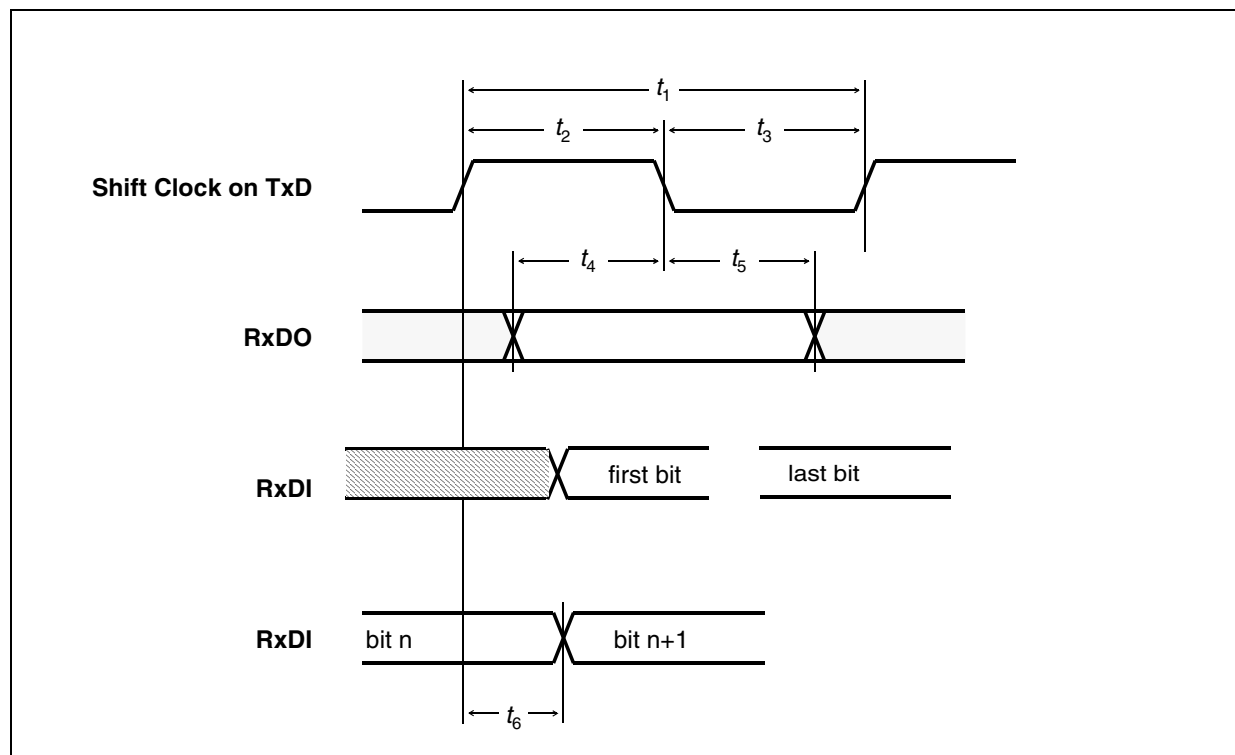 t1
t2
t3
Shift Clock on TxD
t4
t5
RxDO
RxDI
first bit
last bit
RxDI
bit n
bit n+1
t6